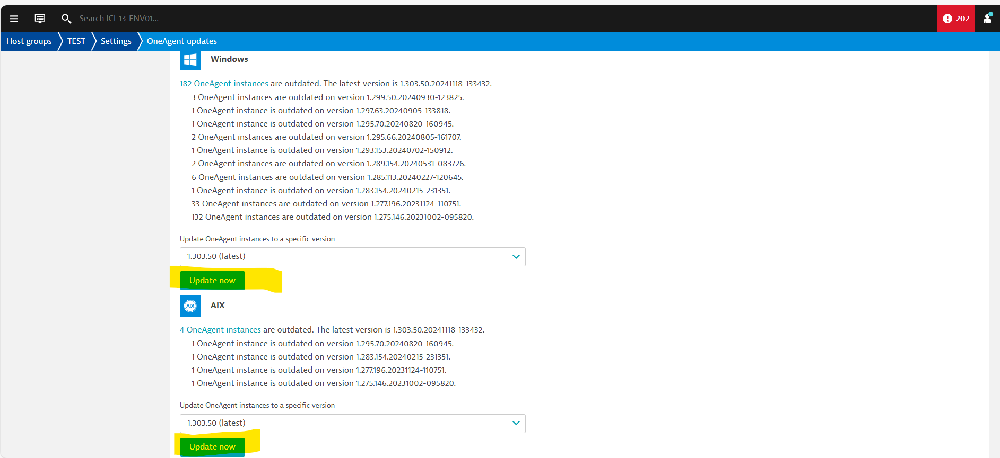 Search ICI-13_ENV01...
202
Host groups
TEST
Settings
OneAgent updates
Windows
182 OneAgent instances are outdated. The latest version is 1.303.50.20241118-133432.
3 OneAgent instances are outdated on version 1.299.50.20240930-123825.
1 OneAgent instance is outdated on version 1.297.63.20240905-133818.
1 OneAgent instance is outdated on version 1.295.70.20240820-160945.
2 OneAgent instances are outdated on version 1.295.66.20240805-161707.
1 OneAgent instance is outdated on version 1.293.153.20240702-150912.
2 OneAgent instances are outdated on version 1.289.154.20240531-083726.
6 OneAgent instances are outdated on version 1.285.113.20240227-120645.
1 OneAgent instance is outdated on version 1.283.154.20240215-231351.
33 OneAgent instances are outdated on version 1.277.196.20231124-110751.
132 OneAgent instances are outdated on version 1.275.146.20231002-095820.
Update OneAgent instances to a specific version
1.303.50 (latest)
Update now
AIX
AIX
4 OneAgent instances are outdated. The latest version is 1.303.50.20241118-133432.
1 OneAgent instance is outdated on version 1.295.70.20240820-160945.
1 OneAgent instance is outdated on version 1.283.154.20240215-231351.
1 OneAgent instance is outdated on version 1.277.196.20231124-110751.
1 OneAgent instance is outdated on version 1.275.146.20231002-095820.
Update OneAgent instances to a specific version
1.303.50 (latest)
Update now